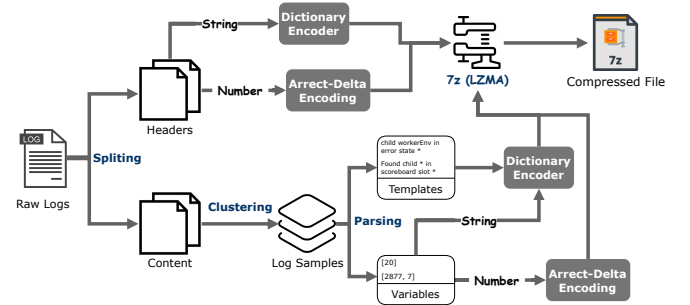 String
Dictionary
Encoder
Number
Arrect-Delta
Encoding
Headers
7z (LZMA)
7z
Compressed File
LOG
Raw Logs
Spliting
Content
Clustering
Log Samples
Parsing
child workerEnv in
error state *
Found child * in
scoreboard slot *
Templates
Dictionary
Encoder
String
[20]
[2877, 7]
Variables
Number
Arrect-Delta
Encoding